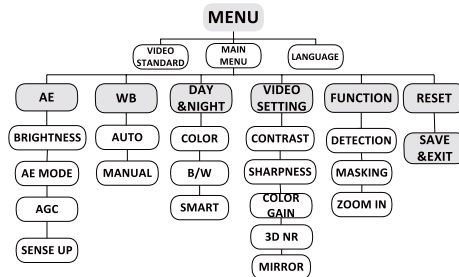 MENU
VIDEO
STANDARD
MAIN
MENU
LANGUAGE
AE
WB
DAY
&NIGHT
VIDEO
SETTING
FUNCTION
RESET
BRIGHTNESS
AUTO
COLOR
CONTRAST
DETECTION
SAVE
&EXIT
AE MODE
MANUAL
B/W
SHARPNESS
MASKING
AGC
SMART
COLOR
GAIN
ZOOM IN
SENSE UP
3D NR
MIRROR